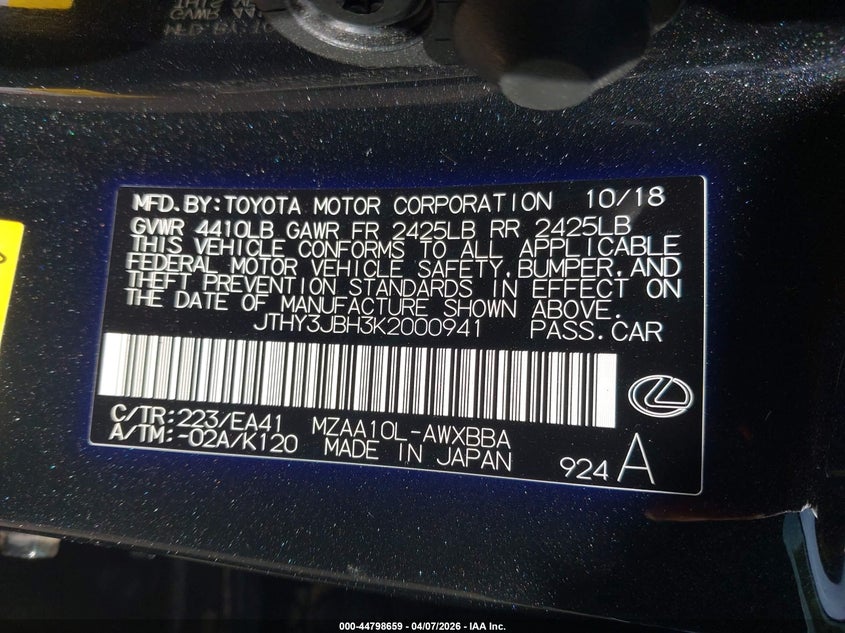 MFD.BY:TOYOTA MOTOR CORPORATION 10/18
GVWR 4410LB GAWR FR 2425LB RR 2425LB
THIS VEHICLE CONFORMS TO ALL APPLICABLE
FEDERAL MOTOR VEHICLE SAFETY,BUMPER,AND
THEFT PREVENTION STANDARDS IN EFFECT ON
THE DATE OF MANUFACTURE SHOWN ABOVE.
JTHY3JBH3K2000941 PASS.CAR
C/TR:223/EA41 MZAA10L-AWXBBA
A/TM:-02A/K120 MADE IN JAPAN
924 A
000-44798659 - 04/07/2026 - IAA Inc.